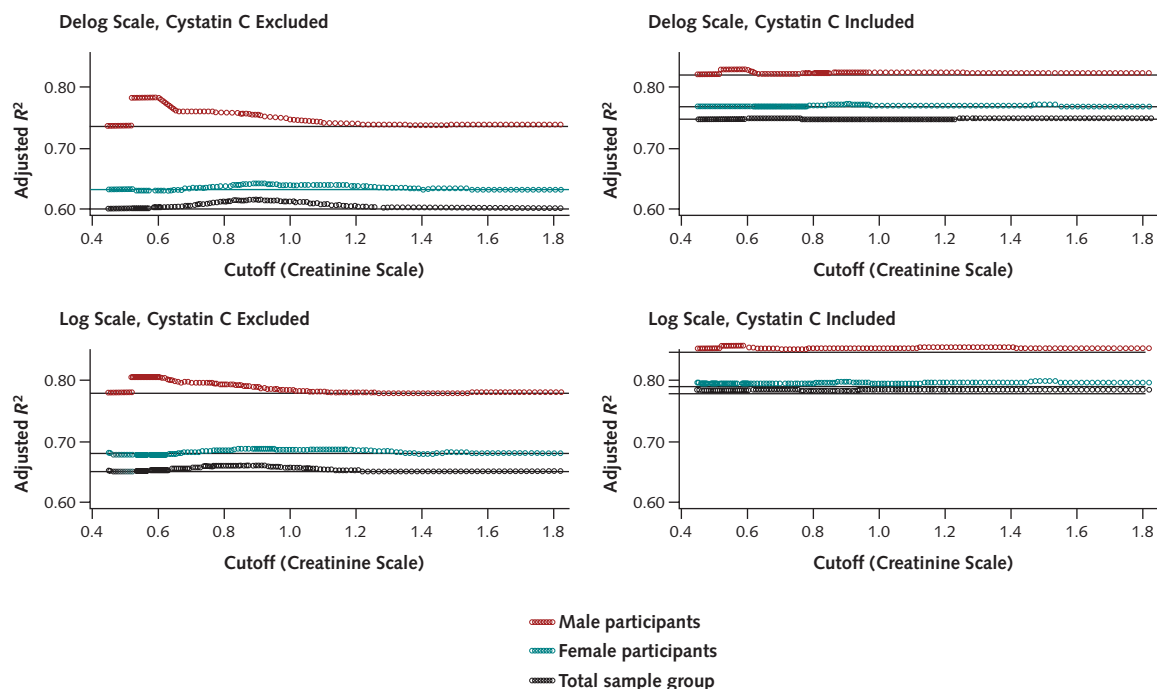 Delog Scale, Cystatin C Excluded
Adjusted R²
0.80
0.70
0.60
0.4 0.6 0.8 1.0 1.2 1.4 1.6 1.8
Cutoff (Creatinine Scale)
Delog Scale, Cystatin C Included
Adjusted R²
0.80
0.70
0.60
0.4 0.6 0.8 1.0 1.2 1.4 1.6 1.8
Cutoff (Creatinine Scale)
Log Scale, Cystatin C Excluded
Adjusted R²
0.80
0.70
0.60
0.4 0.6 0.8 1.0 1.2 1.4 1.6 1.8
Cutoff (Creatinine Scale)
Log Scale, Cystatin C Included
Adjusted R²
0.80
0.70
0.60
0.4 0.6 0.8 1.0 1.2 1.4 1.6 1.8
Cutoff (Creatinine Scale)
Male participants
Female participants
Total sample group